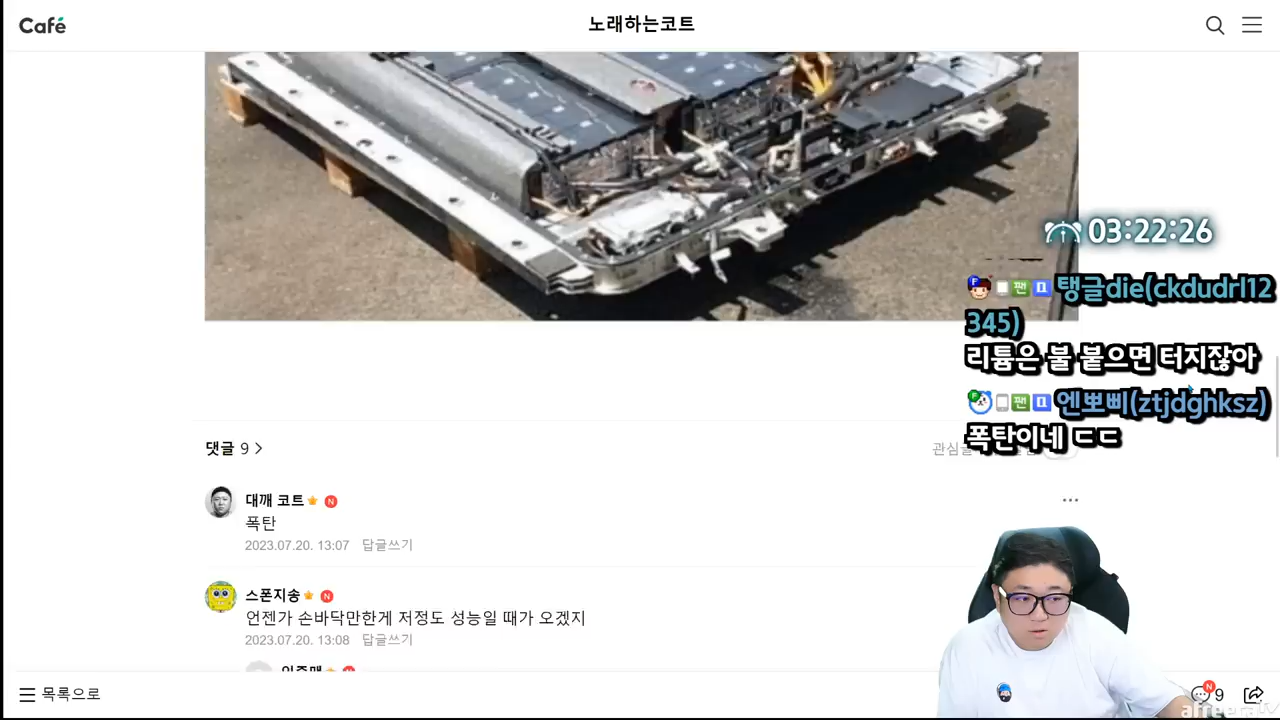 Café
노래하는코트
03:22:26
탱글die(ckdudrl12
345)
리튬은 불 붙으면 터지잖아
엔뽀삐(ztjdghksz)
폭탄이네 ㄷㄷ
댓글 9
대깨 코트
폭탄
2023.07.20. 13:07 답글쓰기
스폰지송
언젠가 손바닥만한게 저정도 성능일 때가 오겠지
2023.07.20. 13:08 답글쓰기
목록으로
9
afreecaTV